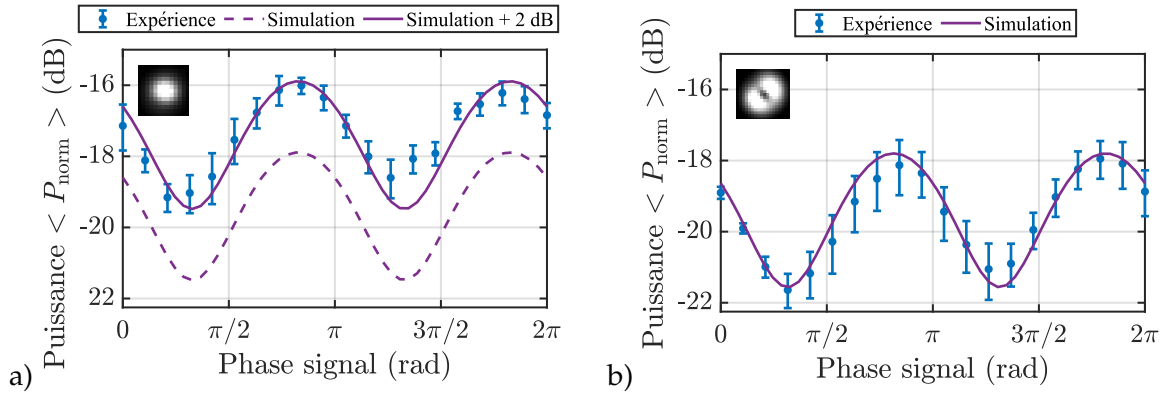 Expérience Simulation Simulation + 2 dB
Puissance < P_norm > (dB)
-16
-18
-20
22
0 π/2 π 3π/2 2π
Phase signal (rad)
a)
Expérience Simulation
Puissance < P_norm > (dB)
-16
-18
-20
-22
0 π/2 π 3π/2 2π
Phase signal (rad)
b)